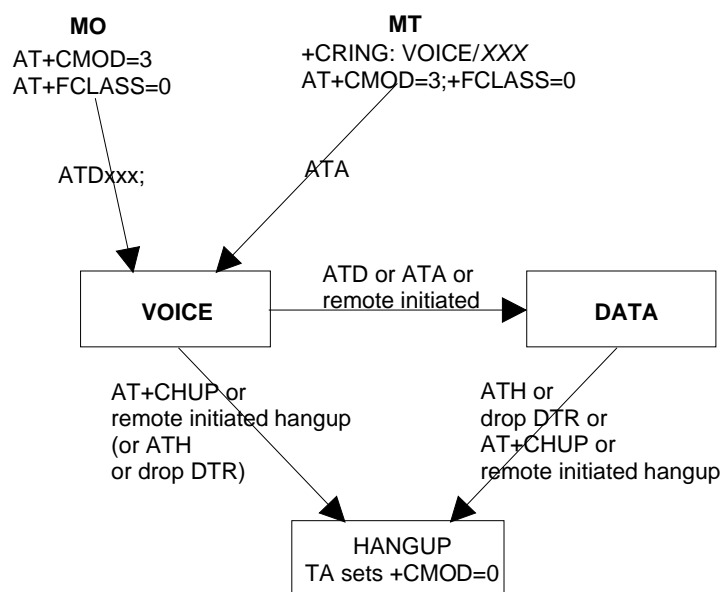 MO
AT+CMOD=3
AT+FCLASS=0
MT
+CRING: VOICE/XXX
AT+CMOD=3;+FCLASS=0
ATDxxx;
ATA
VOICE
ATD or ATA or
remote initiated
DATA
AT+CHUP or
remote initiated hangup
(or ATH
or drop DTR)
ATH or
drop DTR or
AT+CHUP or
remote initiated hangup
HANGUP
TA sets +CMOD=0